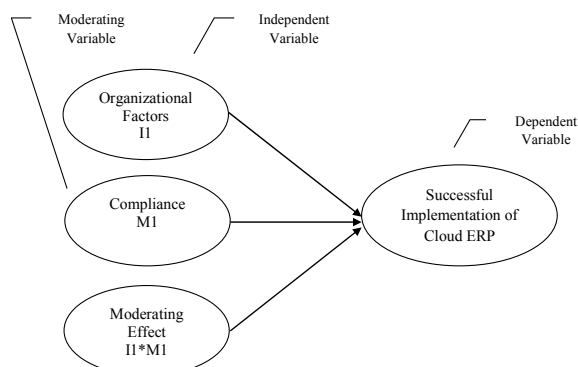 Moderating
Variable
Independent
Variable
Organizational
Factors
I1
Dependent
Variable
Compliance
M1
Successful
Implementation of
Cloud ERP
Moderating
Effect
I1*M1